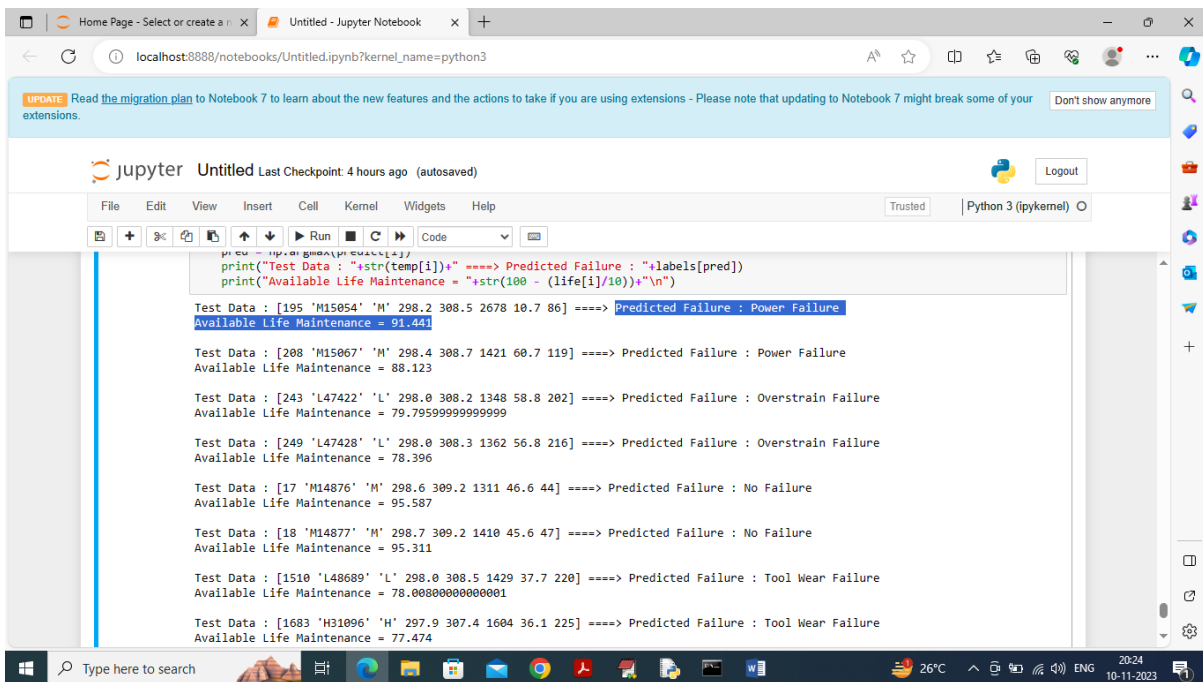 Home Page - Select or create a n
Untitled - Jupyter Notebook
localhost:8888/notebooks/Untitled.ipynb?kernel_name=python3
UPDATE Read the migration plan to Notebook 7 to learn about the new features and the actions to take if you are using extensions - Please note that updating to Notebook 7 might break some of your
extensions.
Don't show anymore
jupyter Untitled Last Checkpoint: 4 hours ago (autosaved)
Logout
File Edit View Insert Cell Kernel Widgets Help
Trusted
Python 3 (ipykernel)
Run
Code
pred = np.argmax(predict[i])
print("Test Data : "+str(temp[i])+" ====> Predicted Failure : "+labels[pred])
print("Available Life Maintenance = "+str(100 - (life[i]/10))+"\n")
Test Data : [195 'M15054' 'M' 298.2 308.5 2678 10.7 86] ====> Predicted Failure : Power Failure
Available Life Maintenance = 91.441
Test Data : [208 'M15067' 'M' 298.4 308.7 1421 60.7 119] ====> Predicted Failure : Power Failure
Available Life Maintenance = 88.123
Test Data : [243 'L47422' 'L' 298.0 308.2 1348 58.8 202] ====> Predicted Failure : Overstrain Failure
Available Life Maintenance = 79.79599999999999
Test Data : [249 'L47428' 'L' 298.0 308.3 1362 56.8 216] ====> Predicted Failure : Overstrain Failure
Available Life Maintenance = 78.396
Test Data : [17 'M14876' 'M' 298.6 309.2 1311 46.6 44] ====> Predicted Failure : No Failure
Available Life Maintenance = 95.587
Test Data : [18 'M14877' 'M' 298.7 309.2 1410 45.6 47] ====> Predicted Failure : No Failure
Available Life Maintenance = 95.311
Test Data : [1510 'L48689' 'L' 298.0 308.5 1429 37.7 220] ====> Predicted Failure : Tool Wear Failure
Available Life Maintenance = 78.00800000000001
Test Data : [1683 'H31096' 'H' 297.9 307.4 1604 36.1 225] ====> Predicted Failure : Tool Wear Failure
Available Life Maintenance = 77.474
Type here to search
26°C
ENG
20:24
10-11-2023